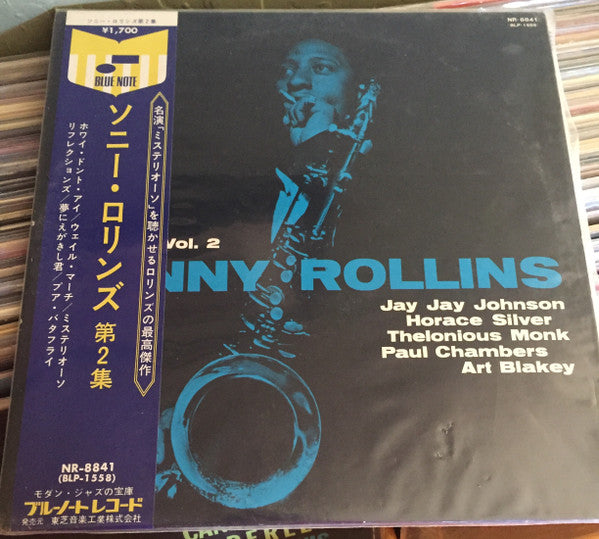 ソニー・ロリンズ第2集
¥1,700
BLUE NOTE
ソニー・ロリンズ 第2集
名演「ミステリオーソ」を聴かせるロリンズの最高傑作
ホワイ・ドント・アイ/ウェイル・マーチ/ミステリオーソ
リフレクションズ/夢にえがきし君/プア・バタフライ
NR-8841
(BLP-1558)
モダン・ジャズの宝庫
ブルーノートレコード
発売元 東芝音楽工業株式会社
NR-8841
BLP-1558
Vol. 2
NNY ROLLINS
Jay Jay Johnson
Horace Silver
Thelonious Monk
Paul Chambers
Art Blakey